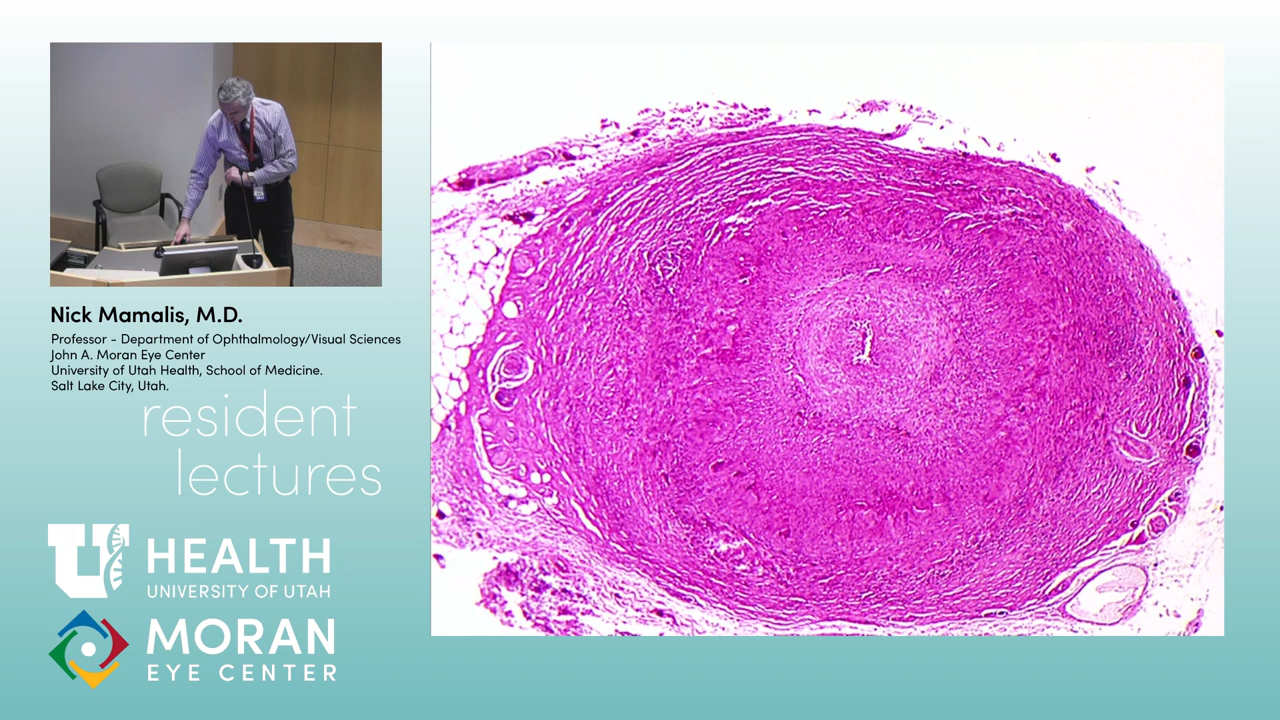 Nick Mamalis, M.D.
Professor - Department of Ophthalmology/Visual Sciences
John A. Moran Eye Center
University of Utah Health, School of Medicine.
Salt Lake City, Utah.
resident
lectures
U HEALTH
UNIVERSITY OF UTAH
MORAN
EYE CENTER